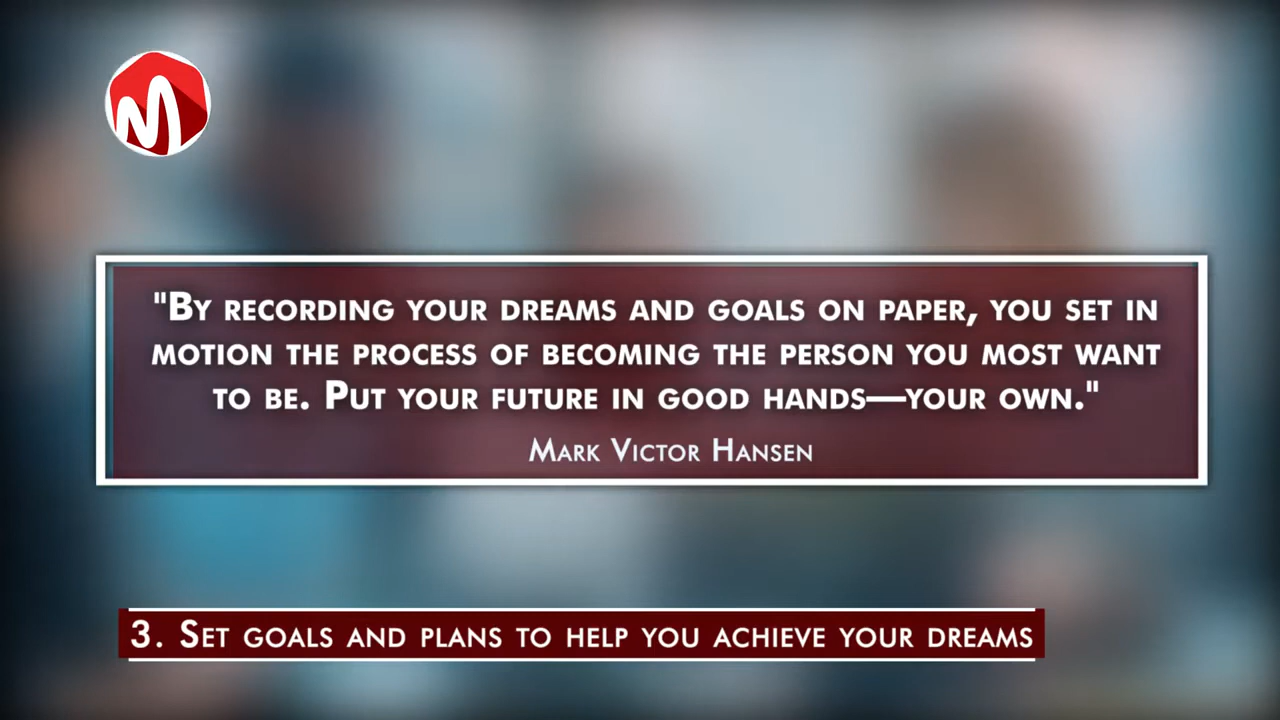 "By recording your dreams and goals on paper, you set in
motion the process of becoming the person you most want
to be. Put your future in good hands—your own."
Mark Victor Hansen
3. Set goals and plans to help you achieve your dreams